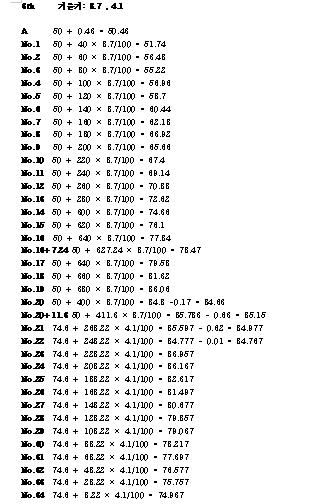 6th 기울기: 8.7 , 4.1
A 50 + 0.46 = 50.46
No.1 50 + 40 × 8.7/100 = 51.74
No.2 50 + 60 × 8.7/100 = 53.48
No.3 50 + 80 × 8.7/100 = 55.22
No.4 50 + 100 × 8.7/100 = 56.96
No.5 50 + 120 × 8.7/100 = 58.7
No.6 50 + 140 × 8.7/100 = 60.44
No.7 50 + 160 × 8.7/100 = 62.18
No.8 50 + 180 × 8.7/100 = 63.92
No.9 50 + 200 × 8.7/100 = 65.66
No.10 50 + 220 × 8.7/100 = 67.4
No.11 50 + 240 × 8.7/100 = 69.14
No.12 50 + 260 × 8.7/100 = 70.88
No.13 50 + 280 × 8.7/100 = 72.62
No.14 50 + 300 × 8.7/100 = 74.36
No.15 50 + 320 × 8.7/100 = 76.1
No.16 50 + 340 × 8.7/100 = 77.84
No.16+7.24 50 + 327.24 × 8.7/100 = 78.47
No.17 50 + 340 × 8.7/100 = 79.58
No.18 50 + 360 × 8.7/100 = 81.32
No.19 50 + 380 × 8.7/100 = 83.06
No.20 50 + 400 × 8.7/100 = 84.8 -0.17 = 84.63
No.20+11.6 50 + 411.6 × 8.7/100 = 85.15
No.21 74.6 + 268.22 × 4.1/100 = 85.597 - 0.62 = 84.977
No.22 74.6 + 248.22 × 4.1/100 = 84.777 - 0.01 = 84.767
No.23 74.6 + 228.22 × 4.1/100 = 83.957
No.24 74.6 + 208.22 × 4.1/100 = 83.137
No.25 74.6 + 188.22 × 4.1/100 = 82.317
No.26 74.6 + 168.22 × 4.1/100 = 81.497
No.27 74.6 + 148.22 × 4.1/100 = 80.677
No.28 74.6 + 128.22 × 4.1/100 = 79.857
No.29 74.6 + 108.22 × 4.1/100 = 79.037
No.30 74.6 + 88.22 × 4.1/100 = 78.217
No.31 74.6 + 68.22 × 4.1/100 = 77.397
No.32 74.6 + 48.22 × 4.1/100 = 76.577
No.33 74.6 + 28.22 × 4.1/100 = 75.757
No.34 74.6 + 8.22 × 4.1/100 = 74.937